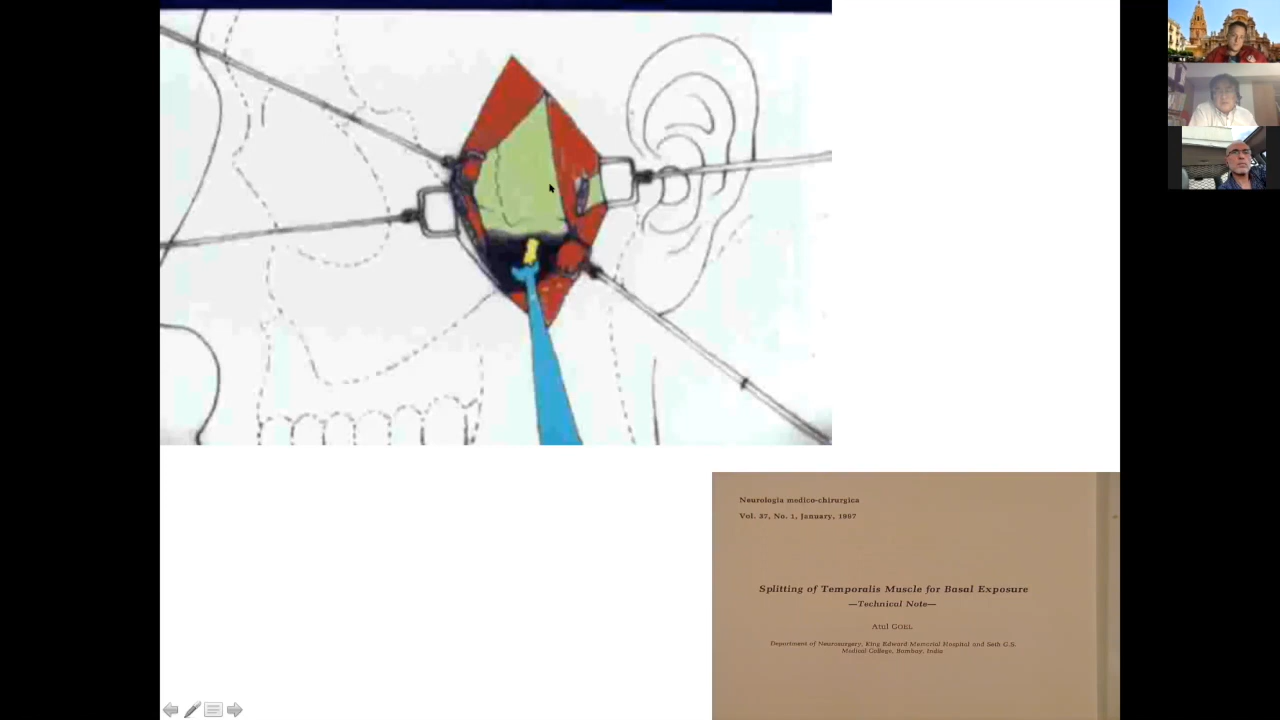 Neurologia medico-chirurgica
Vol. 37, No. 1, January, 1997
Splitting of Temporalis Muscle for Basal Exposure
—Technical Note—
Atul GOEL
Department of Neurosurgery, King Edward Memorial Hospital and Seth G.S.
Medical College, Bombay, India